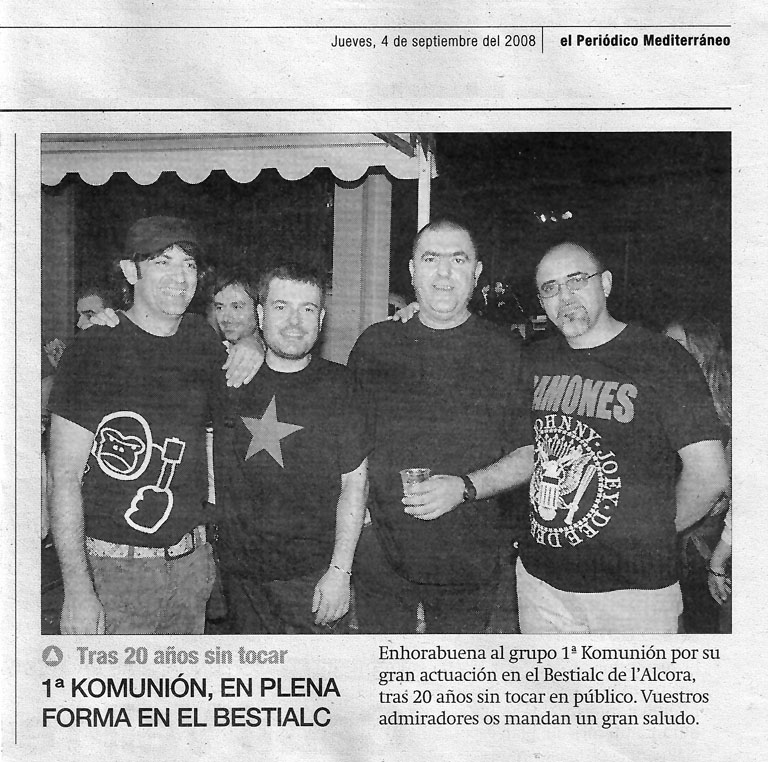 Jueves, 4 de septiembre del 2008 el Periódico Mediterráneo
RAMONES
JOHNNY JOEY DEE DEE
Tras 20 años sin tocar
1ª KOMUNIÓN, EN PLENA
FORMA EN EL BESTIALC
Enhorabuena al grupo 1ª Komunión por su
gran actuación en el Bestialc de l'Alcora,
tras 20 años sin tocar en público. Vuestros
admiradores os mandan un gran saludo.